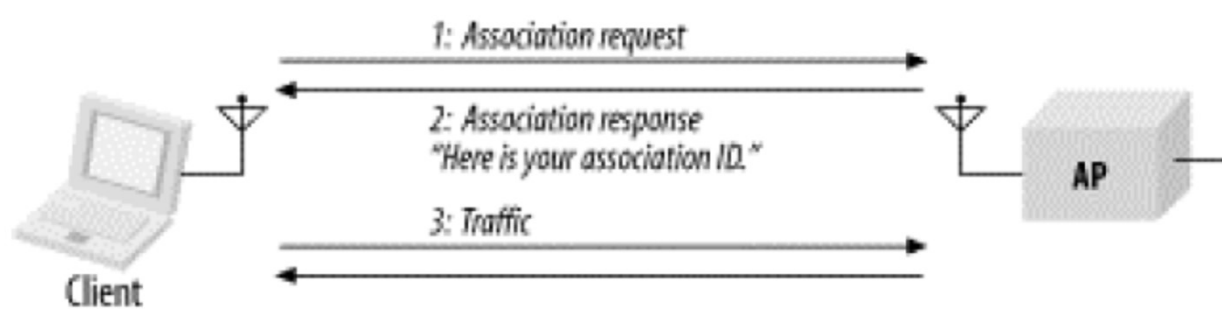 1: Association request
2: Association response
"Here is your association ID."
AP
3: Traffic
Client